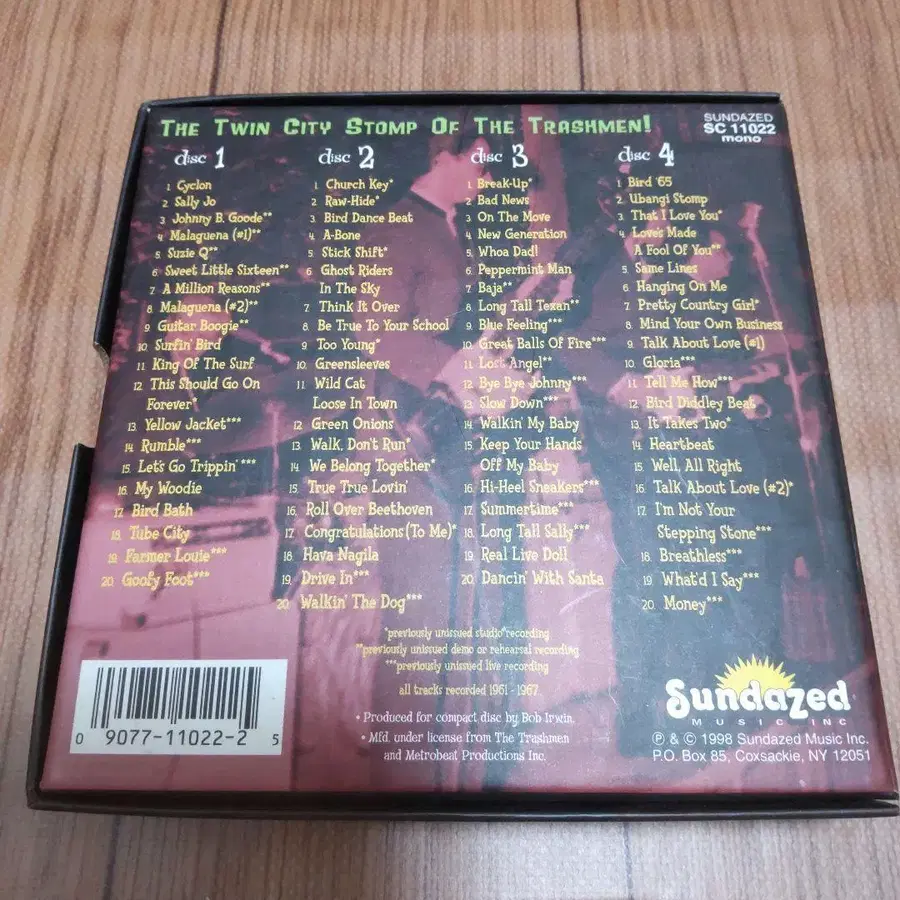 THE TWIN CITY STOMP OF THE TRASHMEN!
SUNDAZED
SC 11022
mono
disc 1
1. Cyclon
2. Sally Jo
3. Johnny B. Goode**
4. Malaguena (#1)**
5. Suzie Q**
6. Sweet Little Sixteen**
7. A Million Reasons**
8. Malaguena (#2)**
9. Guitar Boogie**
10. Surfin' Bird
11. King Of The Surf
12. This Should Go On
Forever*
13. Yellow Jacket***
14. Rumble***
15. Let's Go Trippin'***
16. My Woodie
17. Bird Bath
18. Tube City
19. Farmer Louie***
20. Goofy Foot***
disc 2
1. Church Key*
2. Raw-Hide*
3. Bird Dance Beat
4. A-Bone
5. Stick Shift*
6. Ghost Riders
In The Sky
7. Think It Over
8. Be True To Your School
9. Too Young*
10. Greensleeves
11. Wild Cat
Loose In Town
12. Green Onions
13. Walk, Don't Run*
14. We Belong Together*
15. True True Lovin'
16. Roll Over Beethoven
17. Congratulations (To Me)*
18. Hava Nagila
19. Drive In***
20. Walkin' The Dog***
disc 3
1. Break-Up*
2. Bad News
3. On The Move
4. New Generation
5. Whoa Dad!
6. Peppermint Man
7. Baja**
8. Long Tall Texan**
9. Blue Feeling***
10. Great Balls Of Fire***
11. Lost Angel**
12. Bye Bye Johnny***
13. Slow Down***
14. Walkin' My Baby
15. Keep Your Hands
Off My Baby
16. Hi-Heel Sneakers***
17. Summertime***
18. Long Tall Sally***
19. Real Live Doll
20. Dancin' With Santa
disc 4
1. Bird '65
2. Ubangi Stomp
3. That I Love You*
4. Love's Made
A Fool Of You**
5. Same Lines
6. Hanging On Me
7. Pretty Country Girl*
8. Mind Your Own Business
9. Talk About Love (#1)
10. Gloria***
11. Tell Me How***
12. Bird Diddley Beat
13. It Takes Two*
14. Heartbeat
15. Well, All Right
16. Talk About Love (#2)*
17. I'm Not Your
Stepping Stone***
18. Breathless***
19. What'd I Say***
20. Money***
*previously unissued studio recording
**previously unissued demo or rehearsal recording
***previously unissued live recording
all tracks recorded 1961 - 1967.
• Produced for compact disc by Bob Irwin.
• Mfd. under license from The Trashmen
and Metrobeat Productions Inc.
0 9077-11022-2 5
Sundazed
MUSIC, INC
℗ & © 1998 Sundazed Music Inc.
P.O. Box 85, Coxsackie, NY 12051